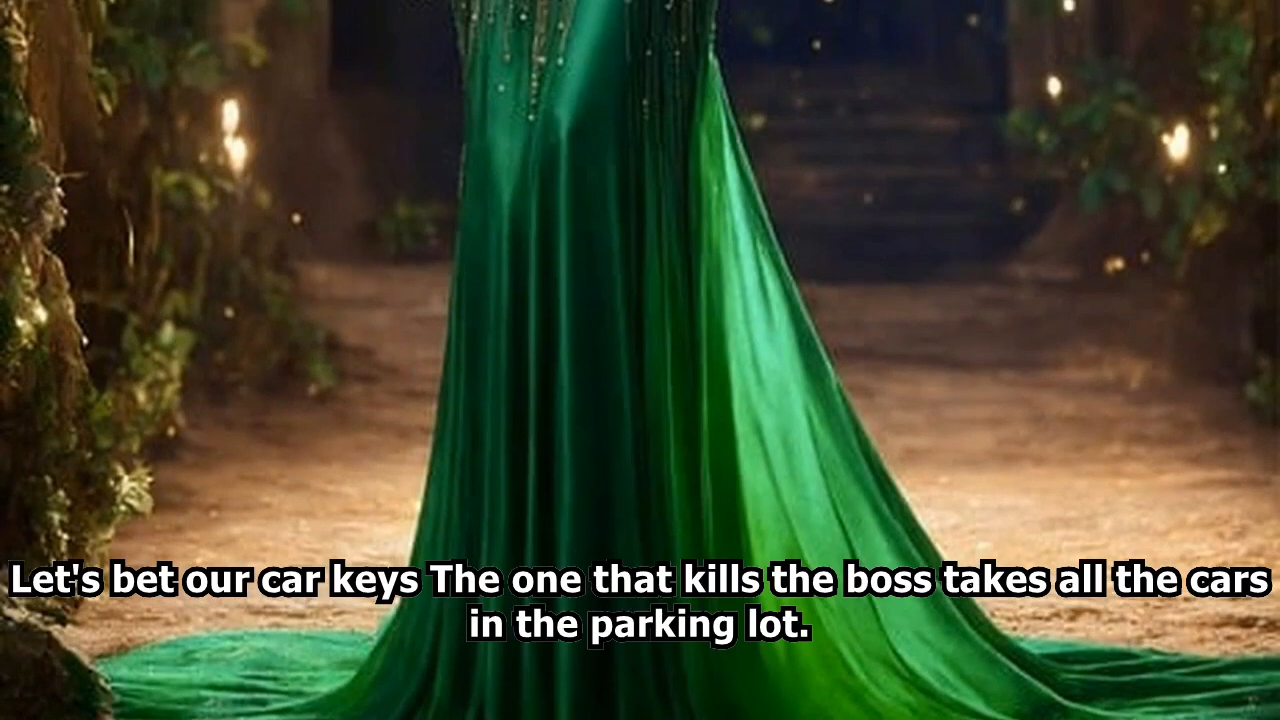 Let's bet our car keys The one that kills the boss takes all the cars
in the parking lot.